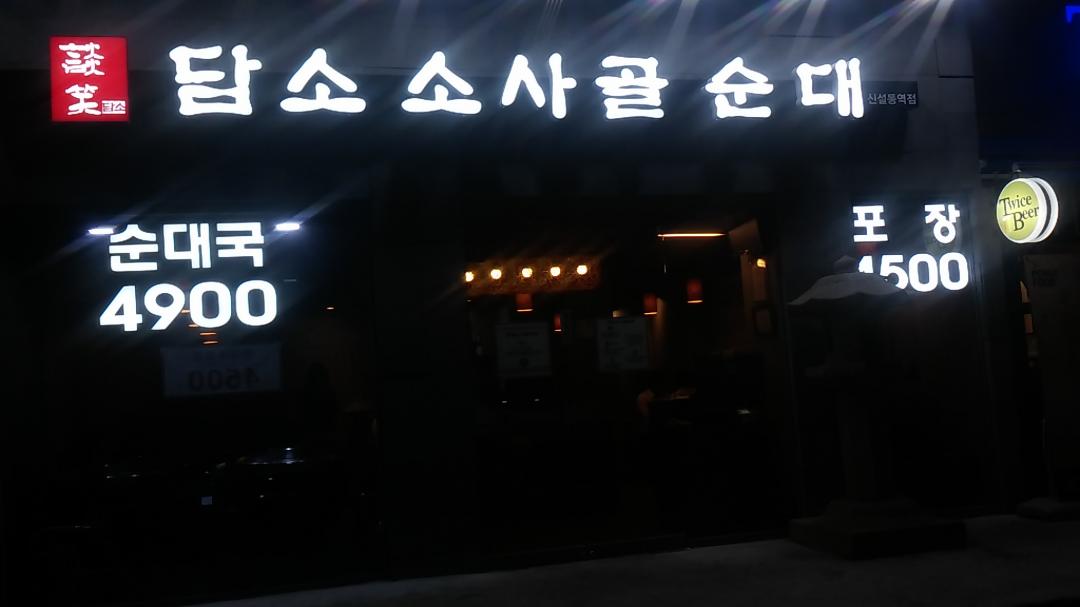 談笑
담소
담소 소사골 순대
신설동역점
순대국
4900
포장
4500
Twice
Beer